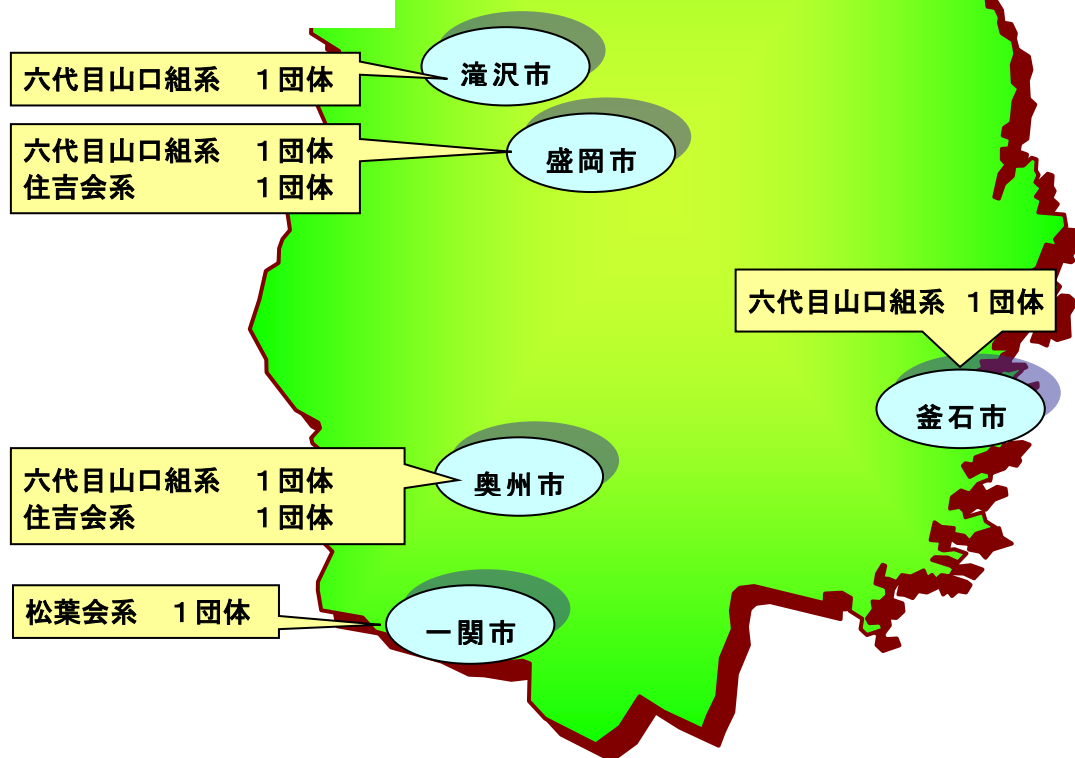 滝沢市
六代目山口組系　１団体
六代目山口組系　１団体
住吉会系　１団体
盛岡市
六代目山口組系　１団体
釜石市
六代目山口組系　１団体
住吉会系　１団体
奥州市
松葉会系　１団体
一関市